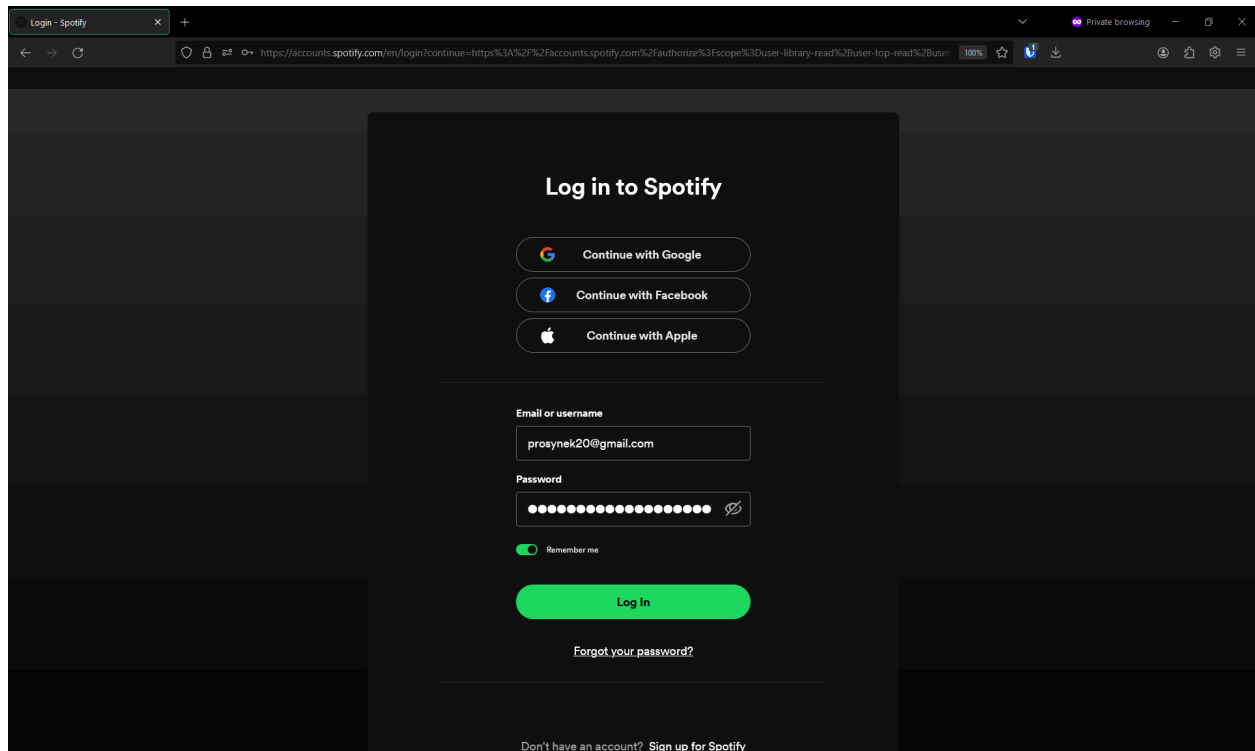 Login - Spotify
Private browsing
https://accounts.spotify.com/en/login?continue=https%3A%2F%2Faccounts.spotify.com%2Fauthorize%3Fscope%3Duser-library-read%2Buser-top-read%2Buser
100%
1
Log in to Spotify
Continue with Google
Continue with Facebook
Continue with Apple
Email or username
prosynek20@gmail.com
Password
Remember me
Log In
Forgot your password?
Don't have an account? Sign up for Spotify